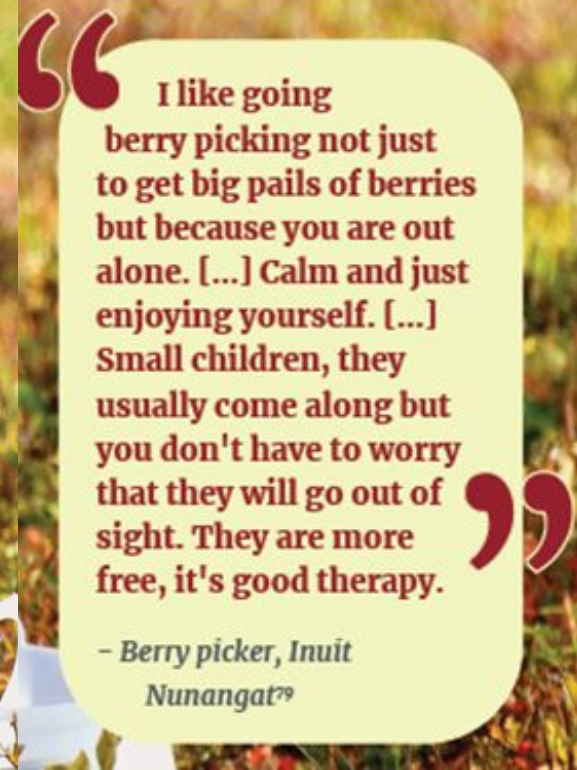 “
I like going
berry picking not just
to get big pails of berries
but because you are out
alone. [...] Calm and just
enjoying yourself. [...]
Small children, they
usually come along but
you don't have to worry
that they will go out of
sight. They are more
free, it's good therapy.
”
– Berry picker, Inuit
Nunangat⁷⁹